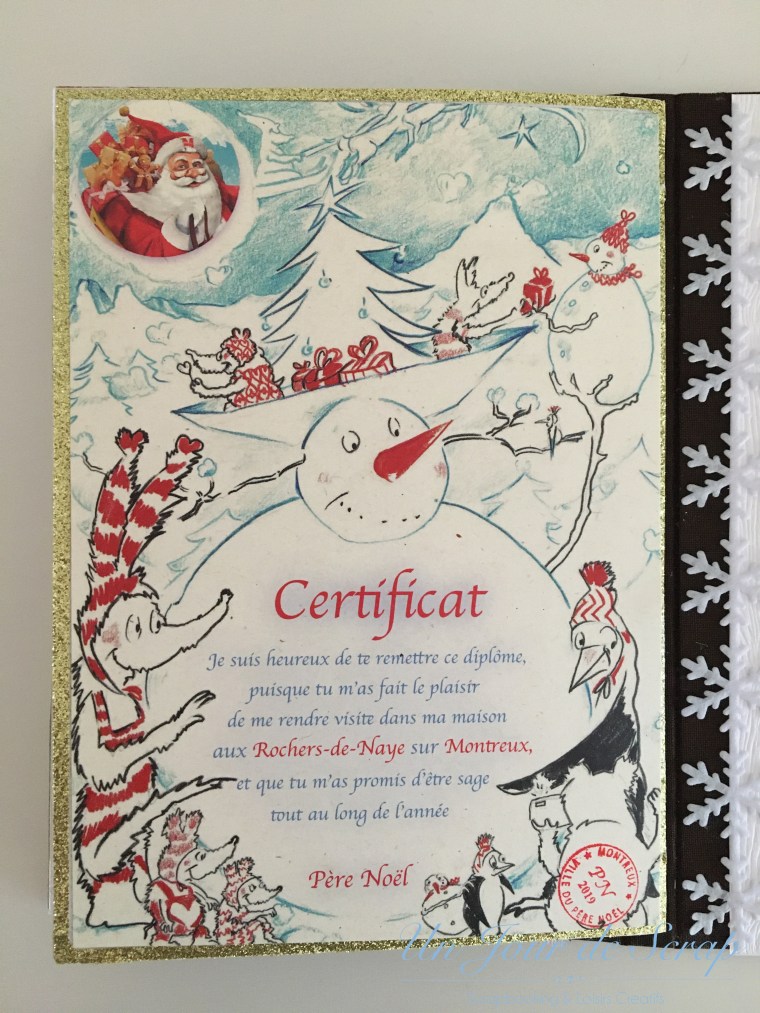 Certificat
Je suis heureux de te remettre ce diplôme,
puisque tu m'as fait le plaisir
de me rendre visite dans ma maison
aux Rochers-de-Naye sur Montreux,
et que tu m'as promis d'être sage
tout au long de l'année
Père Noël
MONTREUX
PN
2019
VILLE DU PÈRE NOËL
Un Jour de Scrap